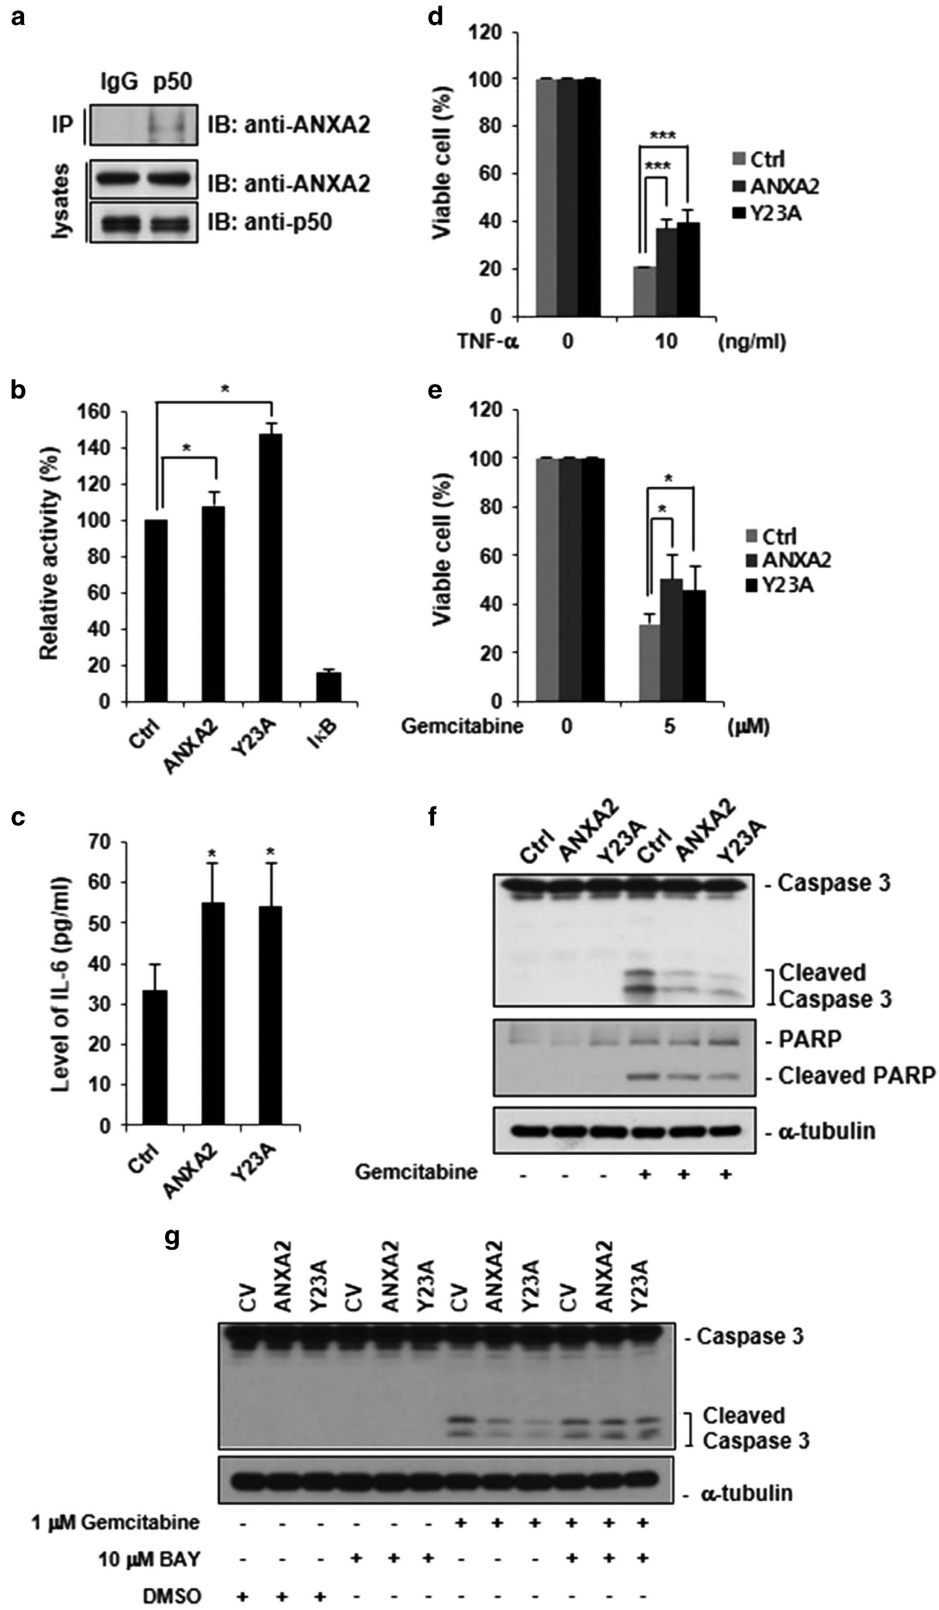 a
IgG p50
IP
IB: anti-ANXA2
lysates
IB: anti-ANXA2
IB: anti-p50
b
Relative activity (%)
160
140
120
100
80
60
40
20
0
* *
Ctrl ANXA2 Y23A IκB
c
Level of IL-6 (pg/ml)
70
60
50
40
30
20
10
0
* *
Ctrl ANXA2 Y23A
d
Viable cell (%)
120
100
80
60
40
20
0
***
***
Ctrl
ANXA2
Y23A
TNF-α 0 10 (ng/ml)
e
Viable cell (%)
120
100
80
60
40
20
0
*
*
Ctrl
ANXA2
Y23A
Gemcitabine 0 5 (μM)
f
Ctrl ANXA2 Y23A Ctrl ANXA2 Y23A
- Caspase 3
Cleaved
Caspase 3
- PARP
- Cleaved PARP
- α-tubulin
Gemcitabine - - - + + +
g
CV ANXA2 Y23A CV ANXA2 Y23A CV ANXA2 Y23A CV ANXA2 Y23A
- Caspase 3
Cleaved
Caspase 3
- α-tubulin
1 μM Gemcitabine - - - - - - + + + + + +
10 μM BAY - - - + + + - - - + + +
DMSO + + + - - - - - - - - -